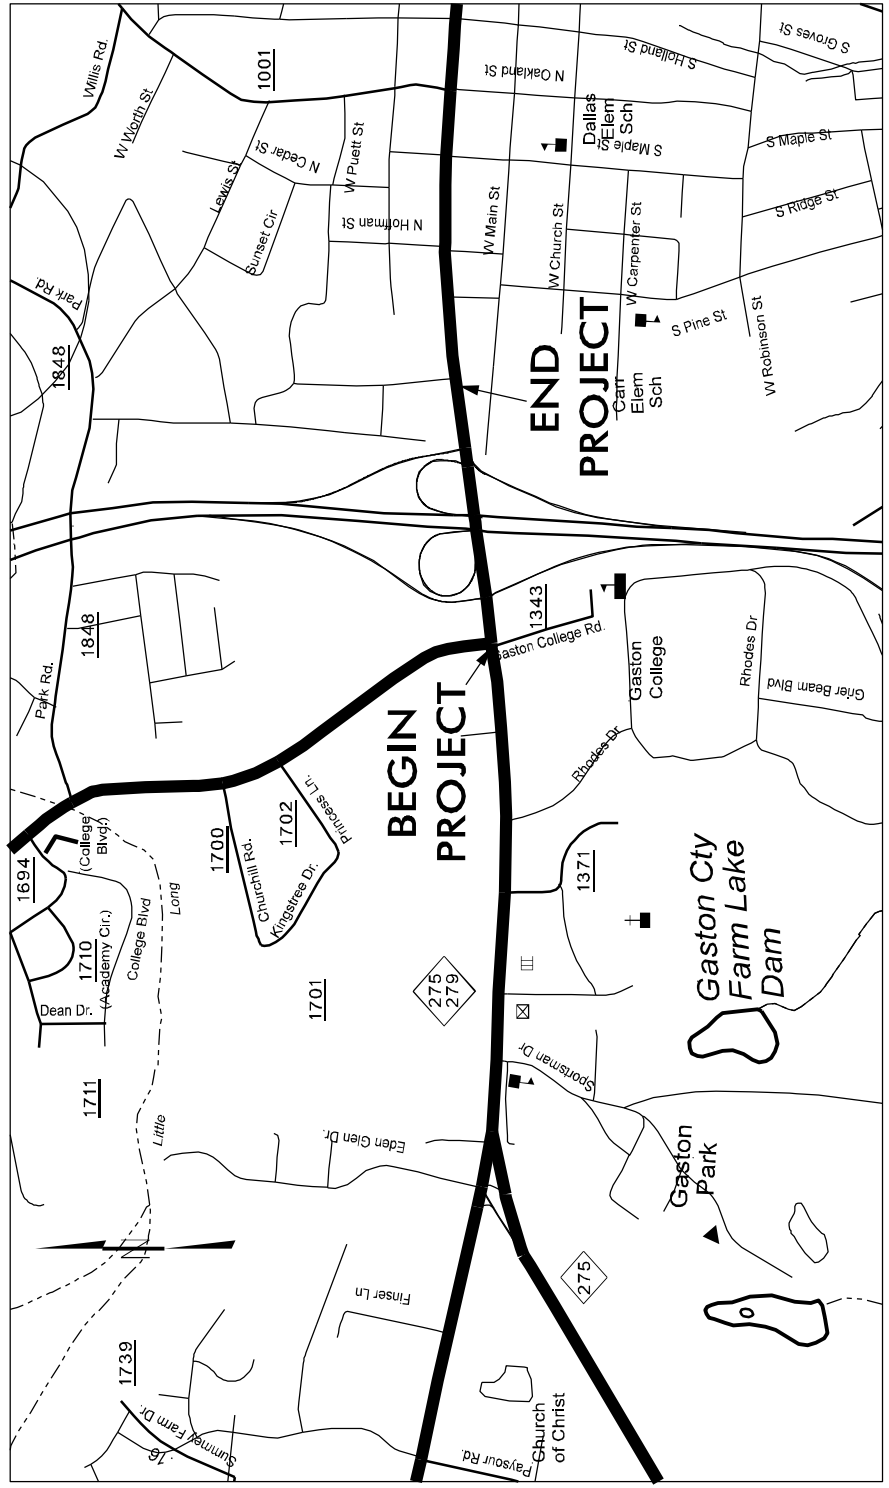 Willis Rd.
W Worth St
1001
N Oakland St
S Holland St
S Groves St
Lewis St
N Cedar St
W Puett St
Dallas
Elem
Sch
S Maple St
S Maple St
Sunset Cir
N Hoffman St
W Main St
W Church St
W Carpenter St
S Ridge St
Park Rd.
1848
S Pine St
W Robinson St
END
PROJECT
Carr
Elem
Sch
1848
Park Rd.
1343
Gaston College Rd.
Gaston
College
Rhodes Dr
Grier Beam Blvd
BEGIN
PROJECT
Rhodes Dr
1694
(College
Blvd.)
1700
1702
Princess Ln.
Churchill Rd.
Kingstree Dr.
1371
1710
(Academy Cir.)
College Blvd
Long
Dean Dr.
1701
275
279
Gaston Cty
Farm Lake
Dam
1711
Little
Eden Glen Dr.
Sportsman Dr
Gaston
Park
N
275
Finser Ln
1739
Summey Farm Dr.
16
Paysour Rd.
Church
of Christ